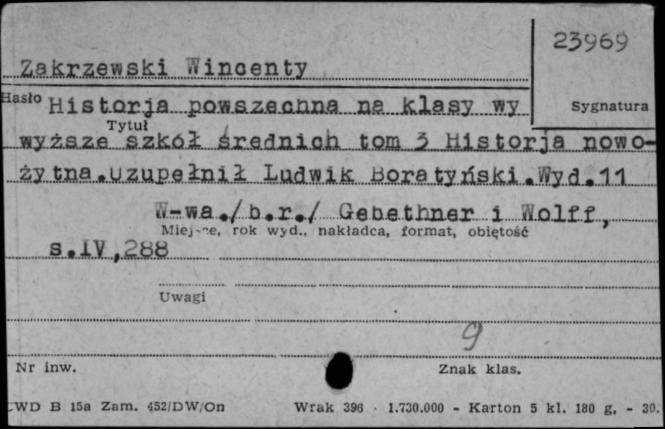 23969
Zakrzewski Wincenty
Hasło Historja powszechna na klasy wy
Sygnatura
Tytuł
wyższe szkół średnich tom 3 Historja nowo-
żytna.Uzupełnił Ludwik Boratyński.Wyd.11
W-wa./b.r./ Gebethner i Wolff,
Miejsce, rok wyd., nakładca, format, objętość
s.IV,288
Uwagi
9
Nr inw.
Znak klas.
CWD B 15a Zam. 452/DW/On Wrak 396 · 1.730.000 - Karton 5 kl. 180 g. - 30.